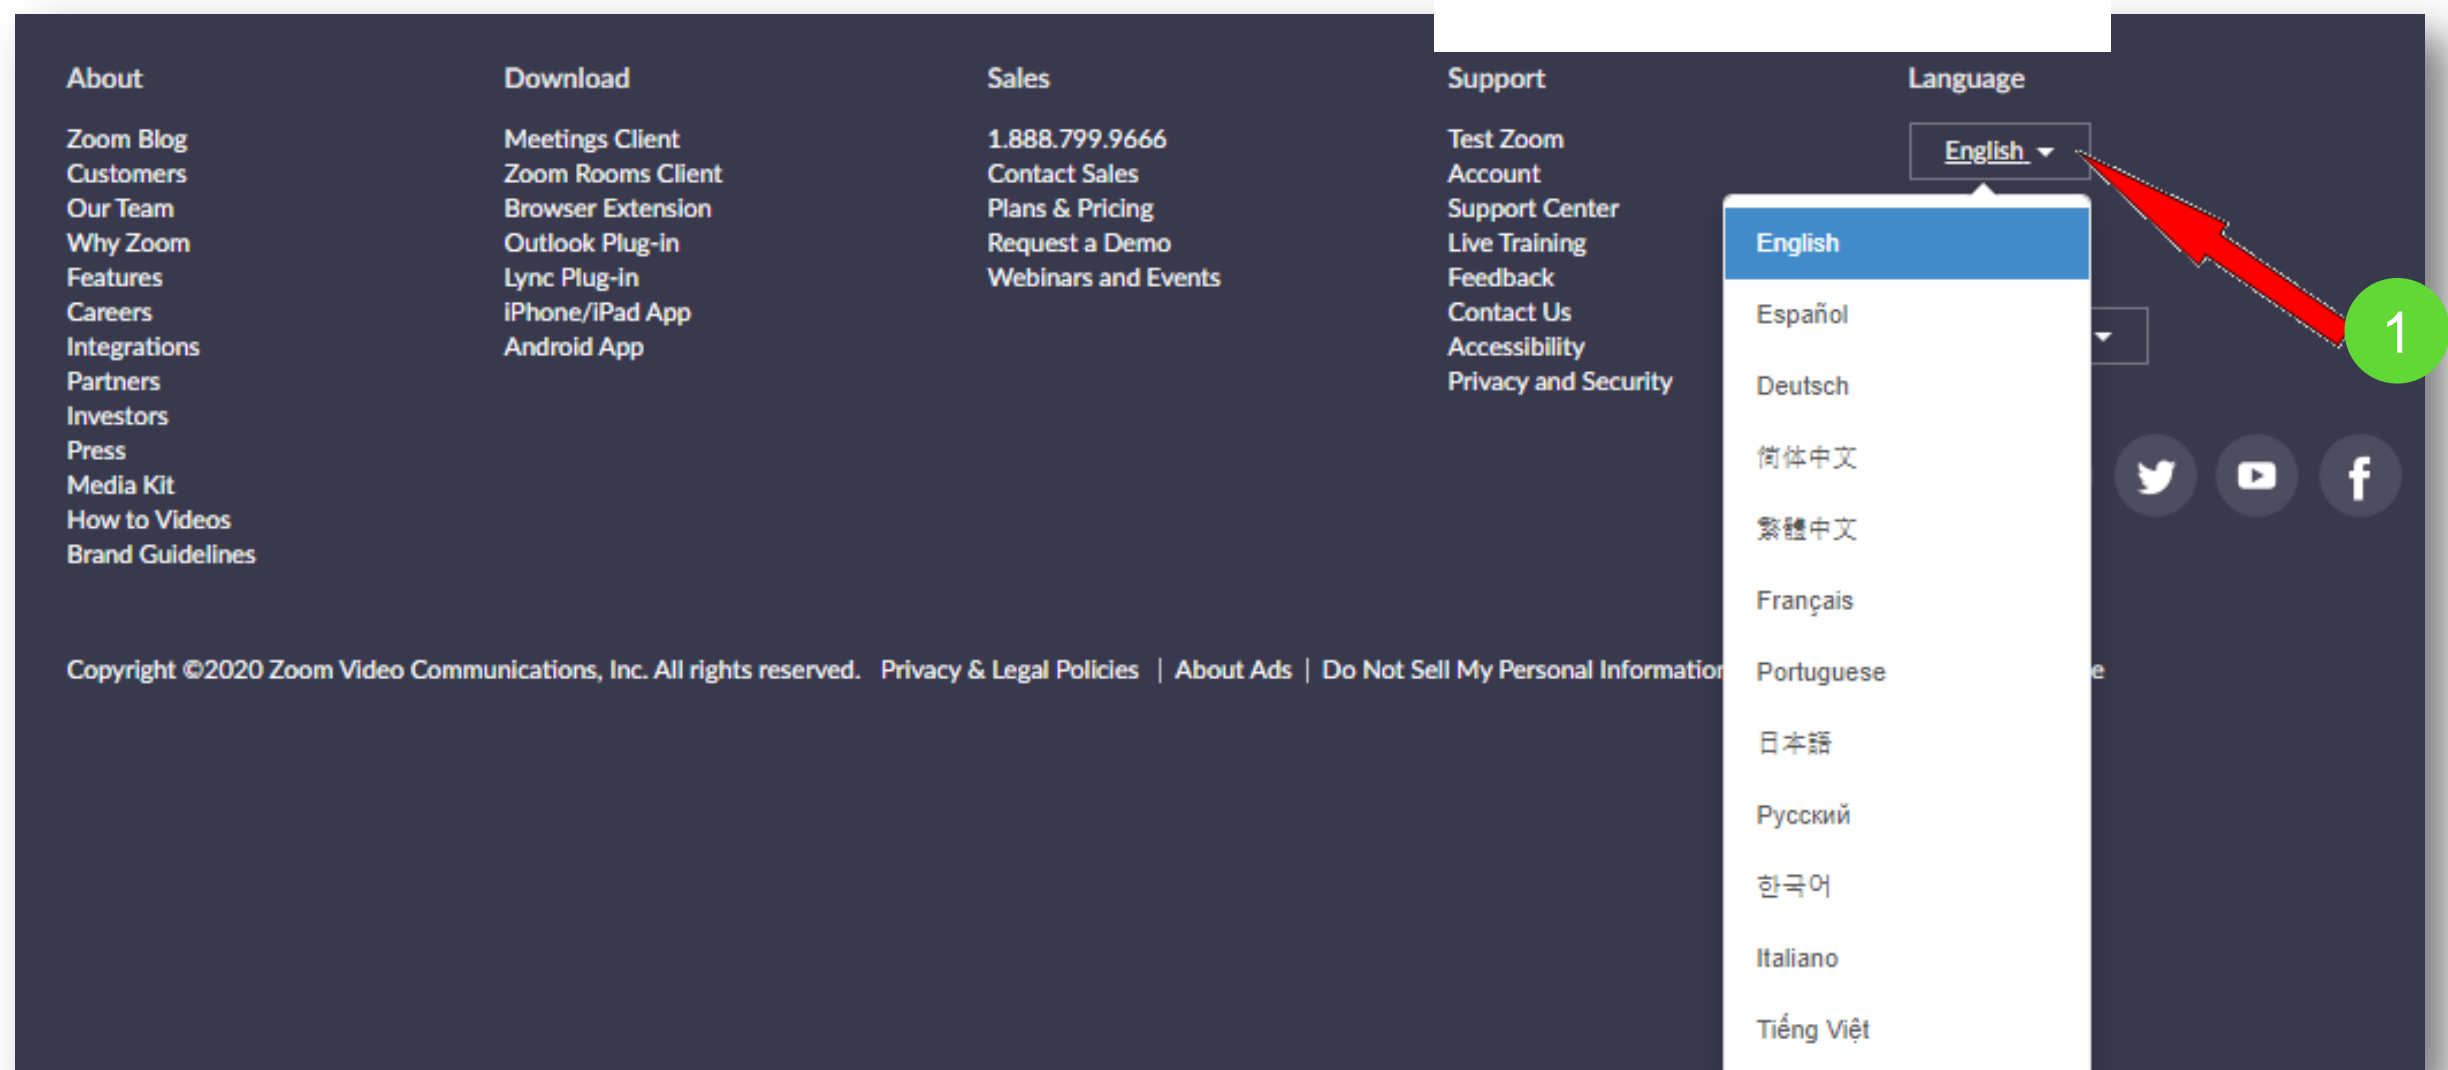 About
Zoom Blog
Customers
Our Team
Why Zoom
Features
Careers
Integrations
Partners
Investors
Press
Media Kit
How to Videos
Brand Guidelines
Download
Meetings Client
Zoom Rooms Client
Browser Extension
Outlook Plug-in
Lync Plug-in
iPhone/iPad App
Android App
Sales
1.888.799.9666
Contact Sales
Plans & Pricing
Request a Demo
Webinars and Events
Support
Test Zoom
Account
Support Center
Live Training
Feedback
Contact Us
Accessibility
Privacy and Security
Language
English
English
Español
Deutsch
简体中文
繁體中文
Français
Portuguese
日本語
Русский
한국어
Italiano
Tiếng Việt
1
Copyright ©2020 Zoom Video Communications, Inc. All rights reserved. Privacy & Legal Policies | About Ads | Do Not Sell My Personal Information